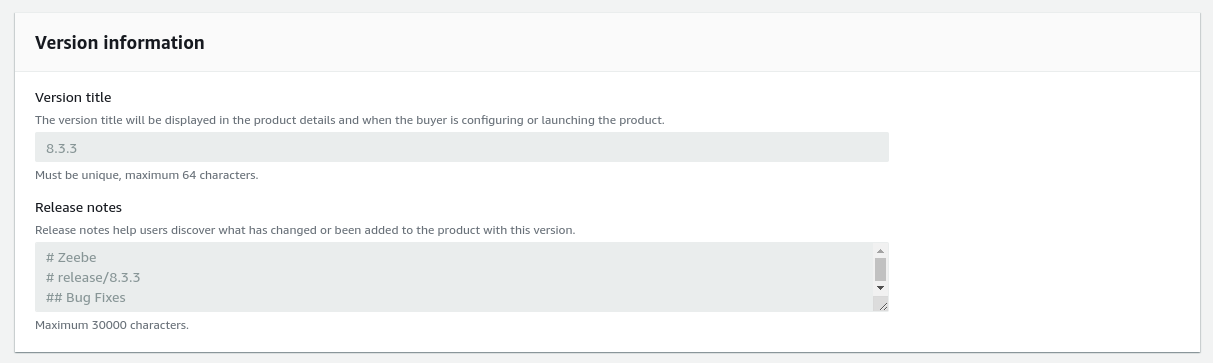 Version information
Version title
The version title will be displayed in the product details and when the buyer is configuring or launching the product.
8.3.3
Must be unique, maximum 64 characters.
Release notes
Release notes help users discover what has changed or been added to the product with this version.
# Zeebe
# release/8.3.3
## Bug Fixes
Maximum 30000 characters.